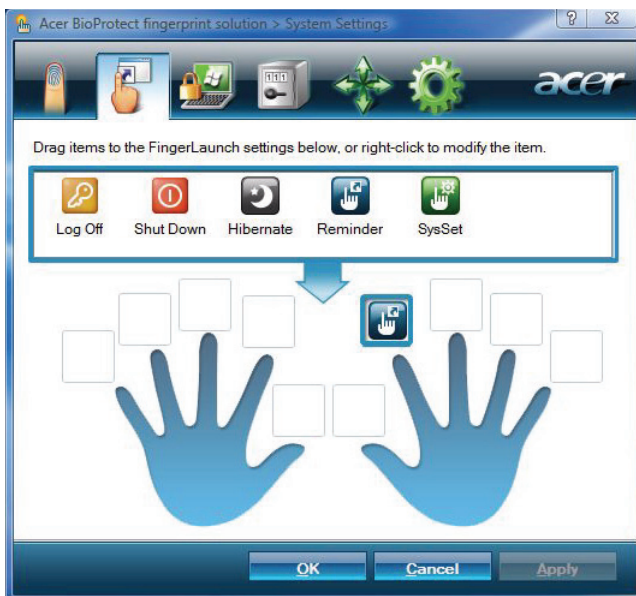 Acer BioProtect fingerprint solution > System Settings
acer
Drag items to the FingerLaunch settings below, or right-click to modify the item.
Log Off Shut Down Hibernate Reminder SysSet
OK Cancel Apply